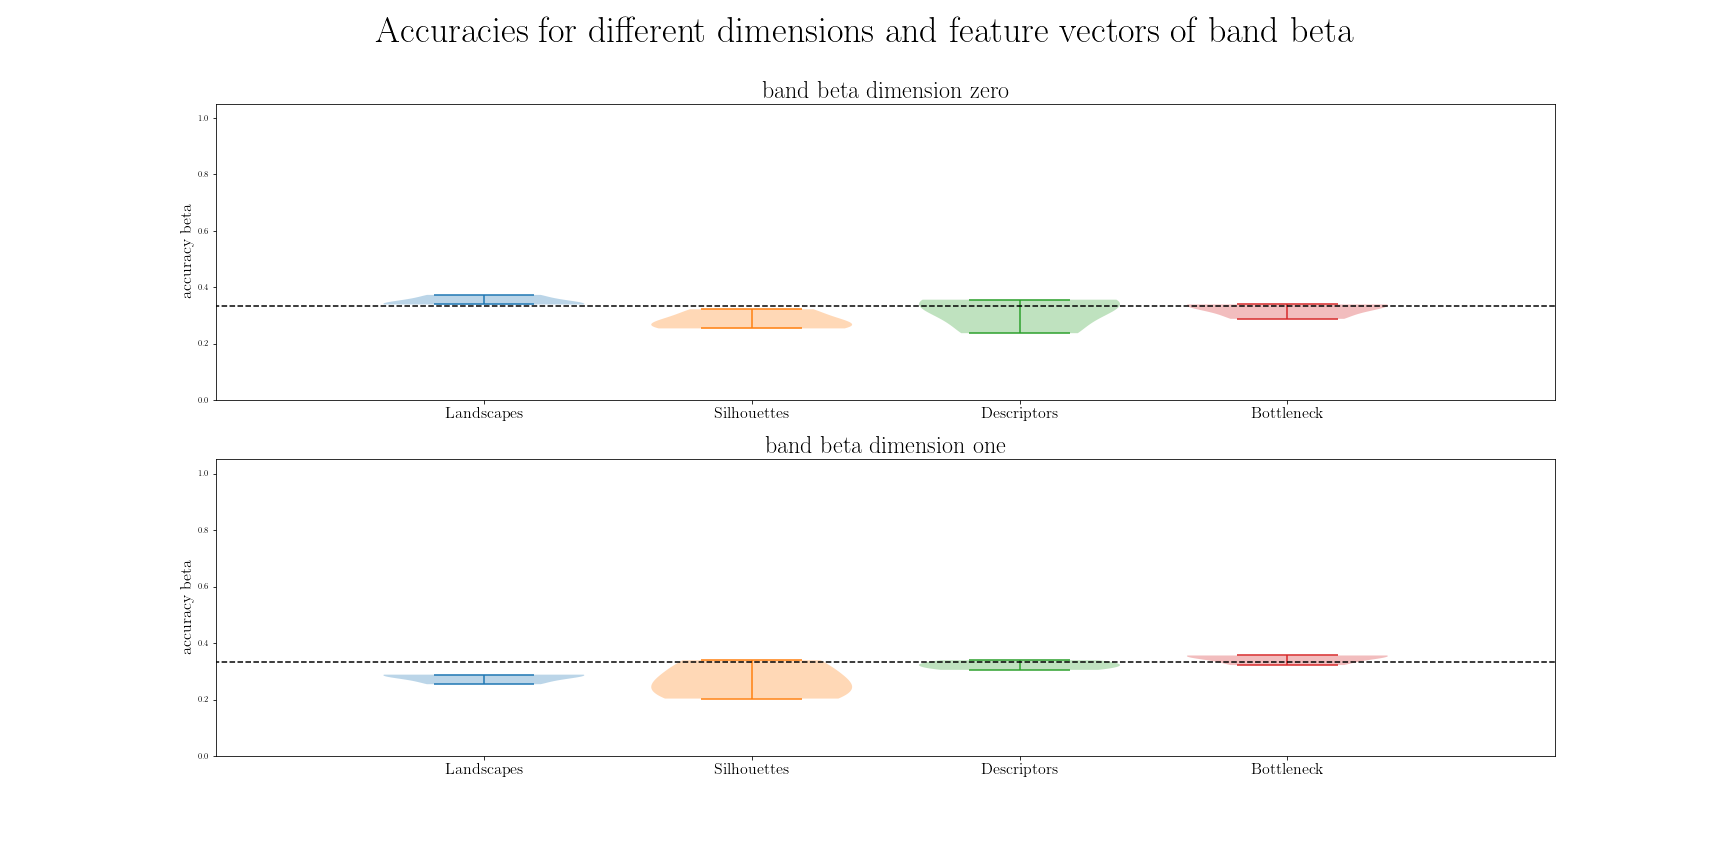 Accuracies for different dimensions and feature vectors of band beta
band beta dimension zero
1.0
0.8
0.6
0.4
0.2
0.0
accuracy beta
Landscapes Silhouettes Descriptors Bottleneck
band beta dimension one
1.0
0.8
0.6
0.4
0.2
0.0
accuracy beta
Landscapes Silhouettes Descriptors Bottleneck